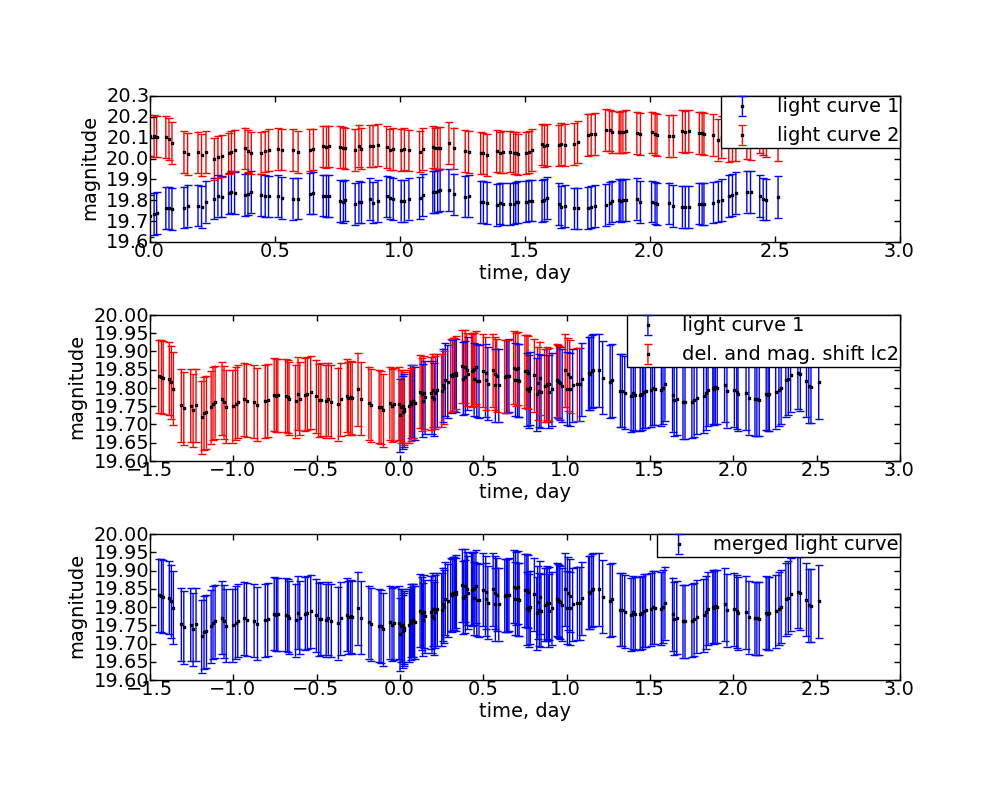 20.3
20.2
20.1
20.0
19.9
19.8
19.7
19.6
magnitude
light curve 1
light curve 2
0.0 0.5 1.0 1.5 2.0 2.5 3.0
time, day
20.00
19.95
19.90
19.85
19.80
19.75
19.70
19.65
19.60
magnitude
light curve 1
del. and mag. shift lc2
−1.5 −1.0 −0.5 0.0 0.5 1.0 1.5 2.0 2.5 3.0
time, day
20.00
19.95
19.90
19.85
19.80
19.75
19.70
19.65
19.60
magnitude
merged light curve
−1.5 −1.0 −0.5 0.0 0.5 1.0 1.5 2.0 2.5 3.0
time, day